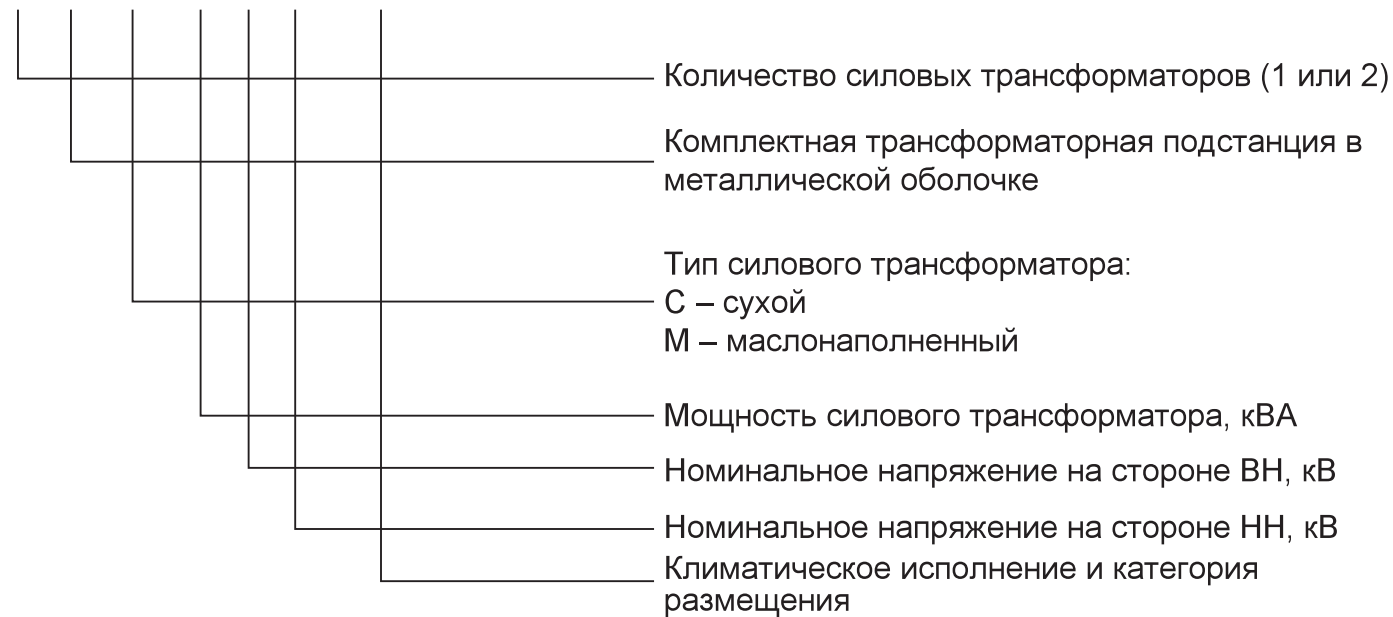 Количество силовых трансформаторов (1 или 2)
Комплектная трансформаторная подстанция в
металлической оболочке
Тип силового трансформатора:
С – сухой
М – маслонаполненный
Мощность силового трансформатора, кВА
Номинальное напряжение на стороне ВН, кВ
Номинальное напряжение на стороне НН, кВ
Климатическое исполнение и категория
размещения